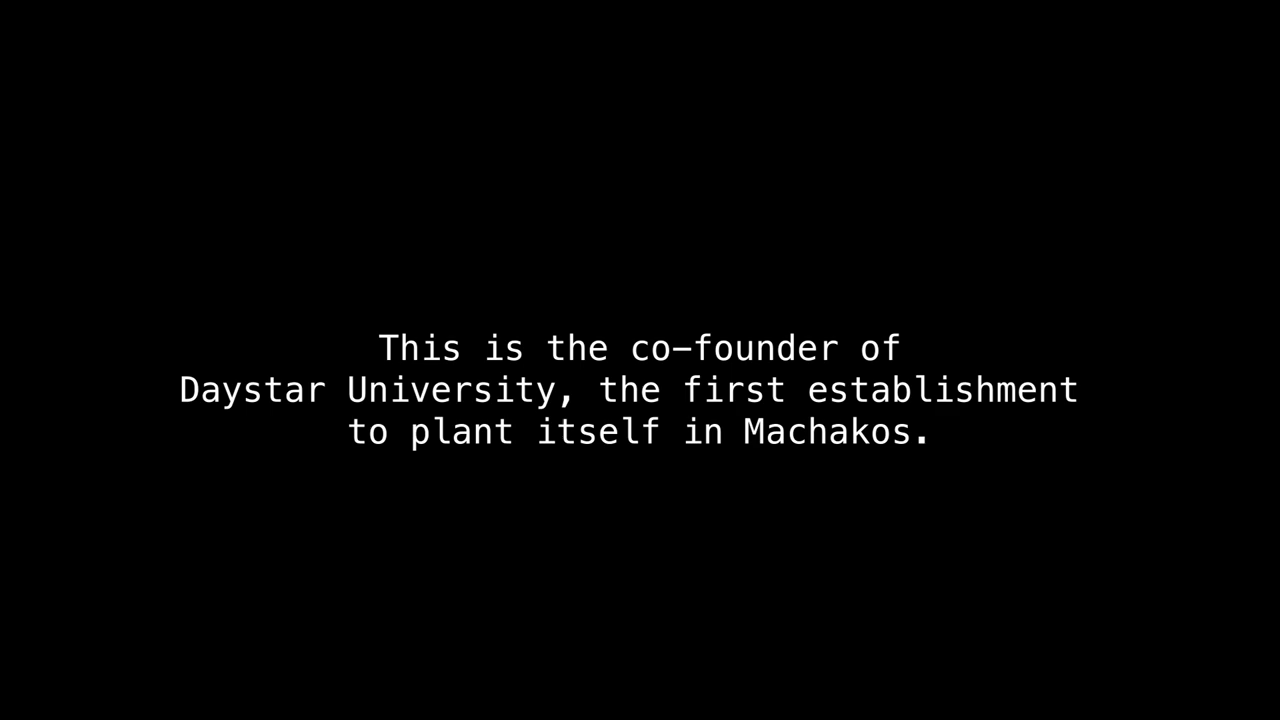 This is the co-founder of
Daystar University, the first establishment
to plant itself in Machakos.